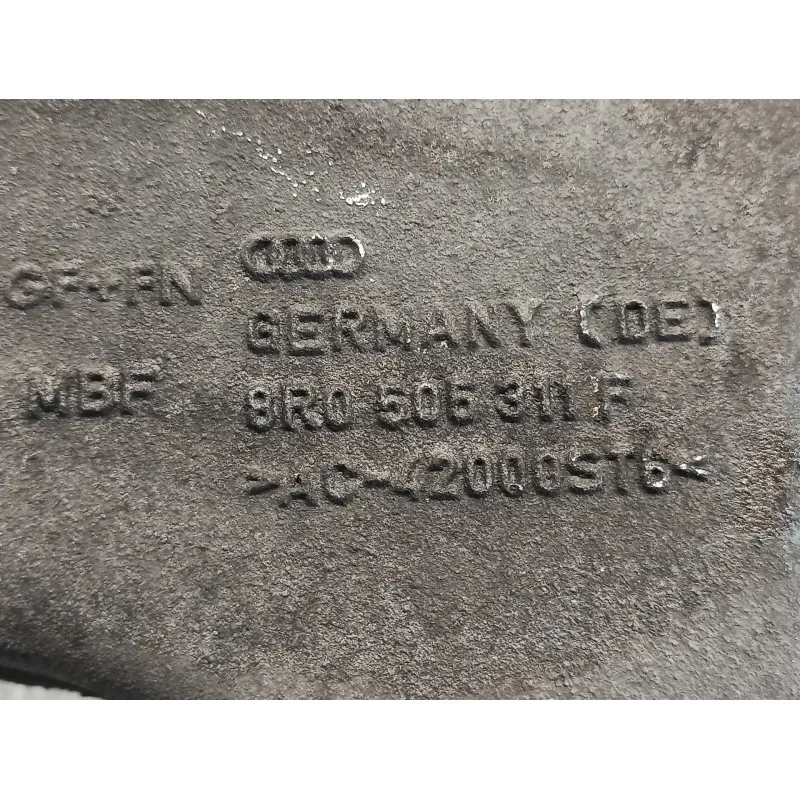 GF+FN
GERMANY (DE)
MBF
8R0 505 311 F
>AC-42000ST6<